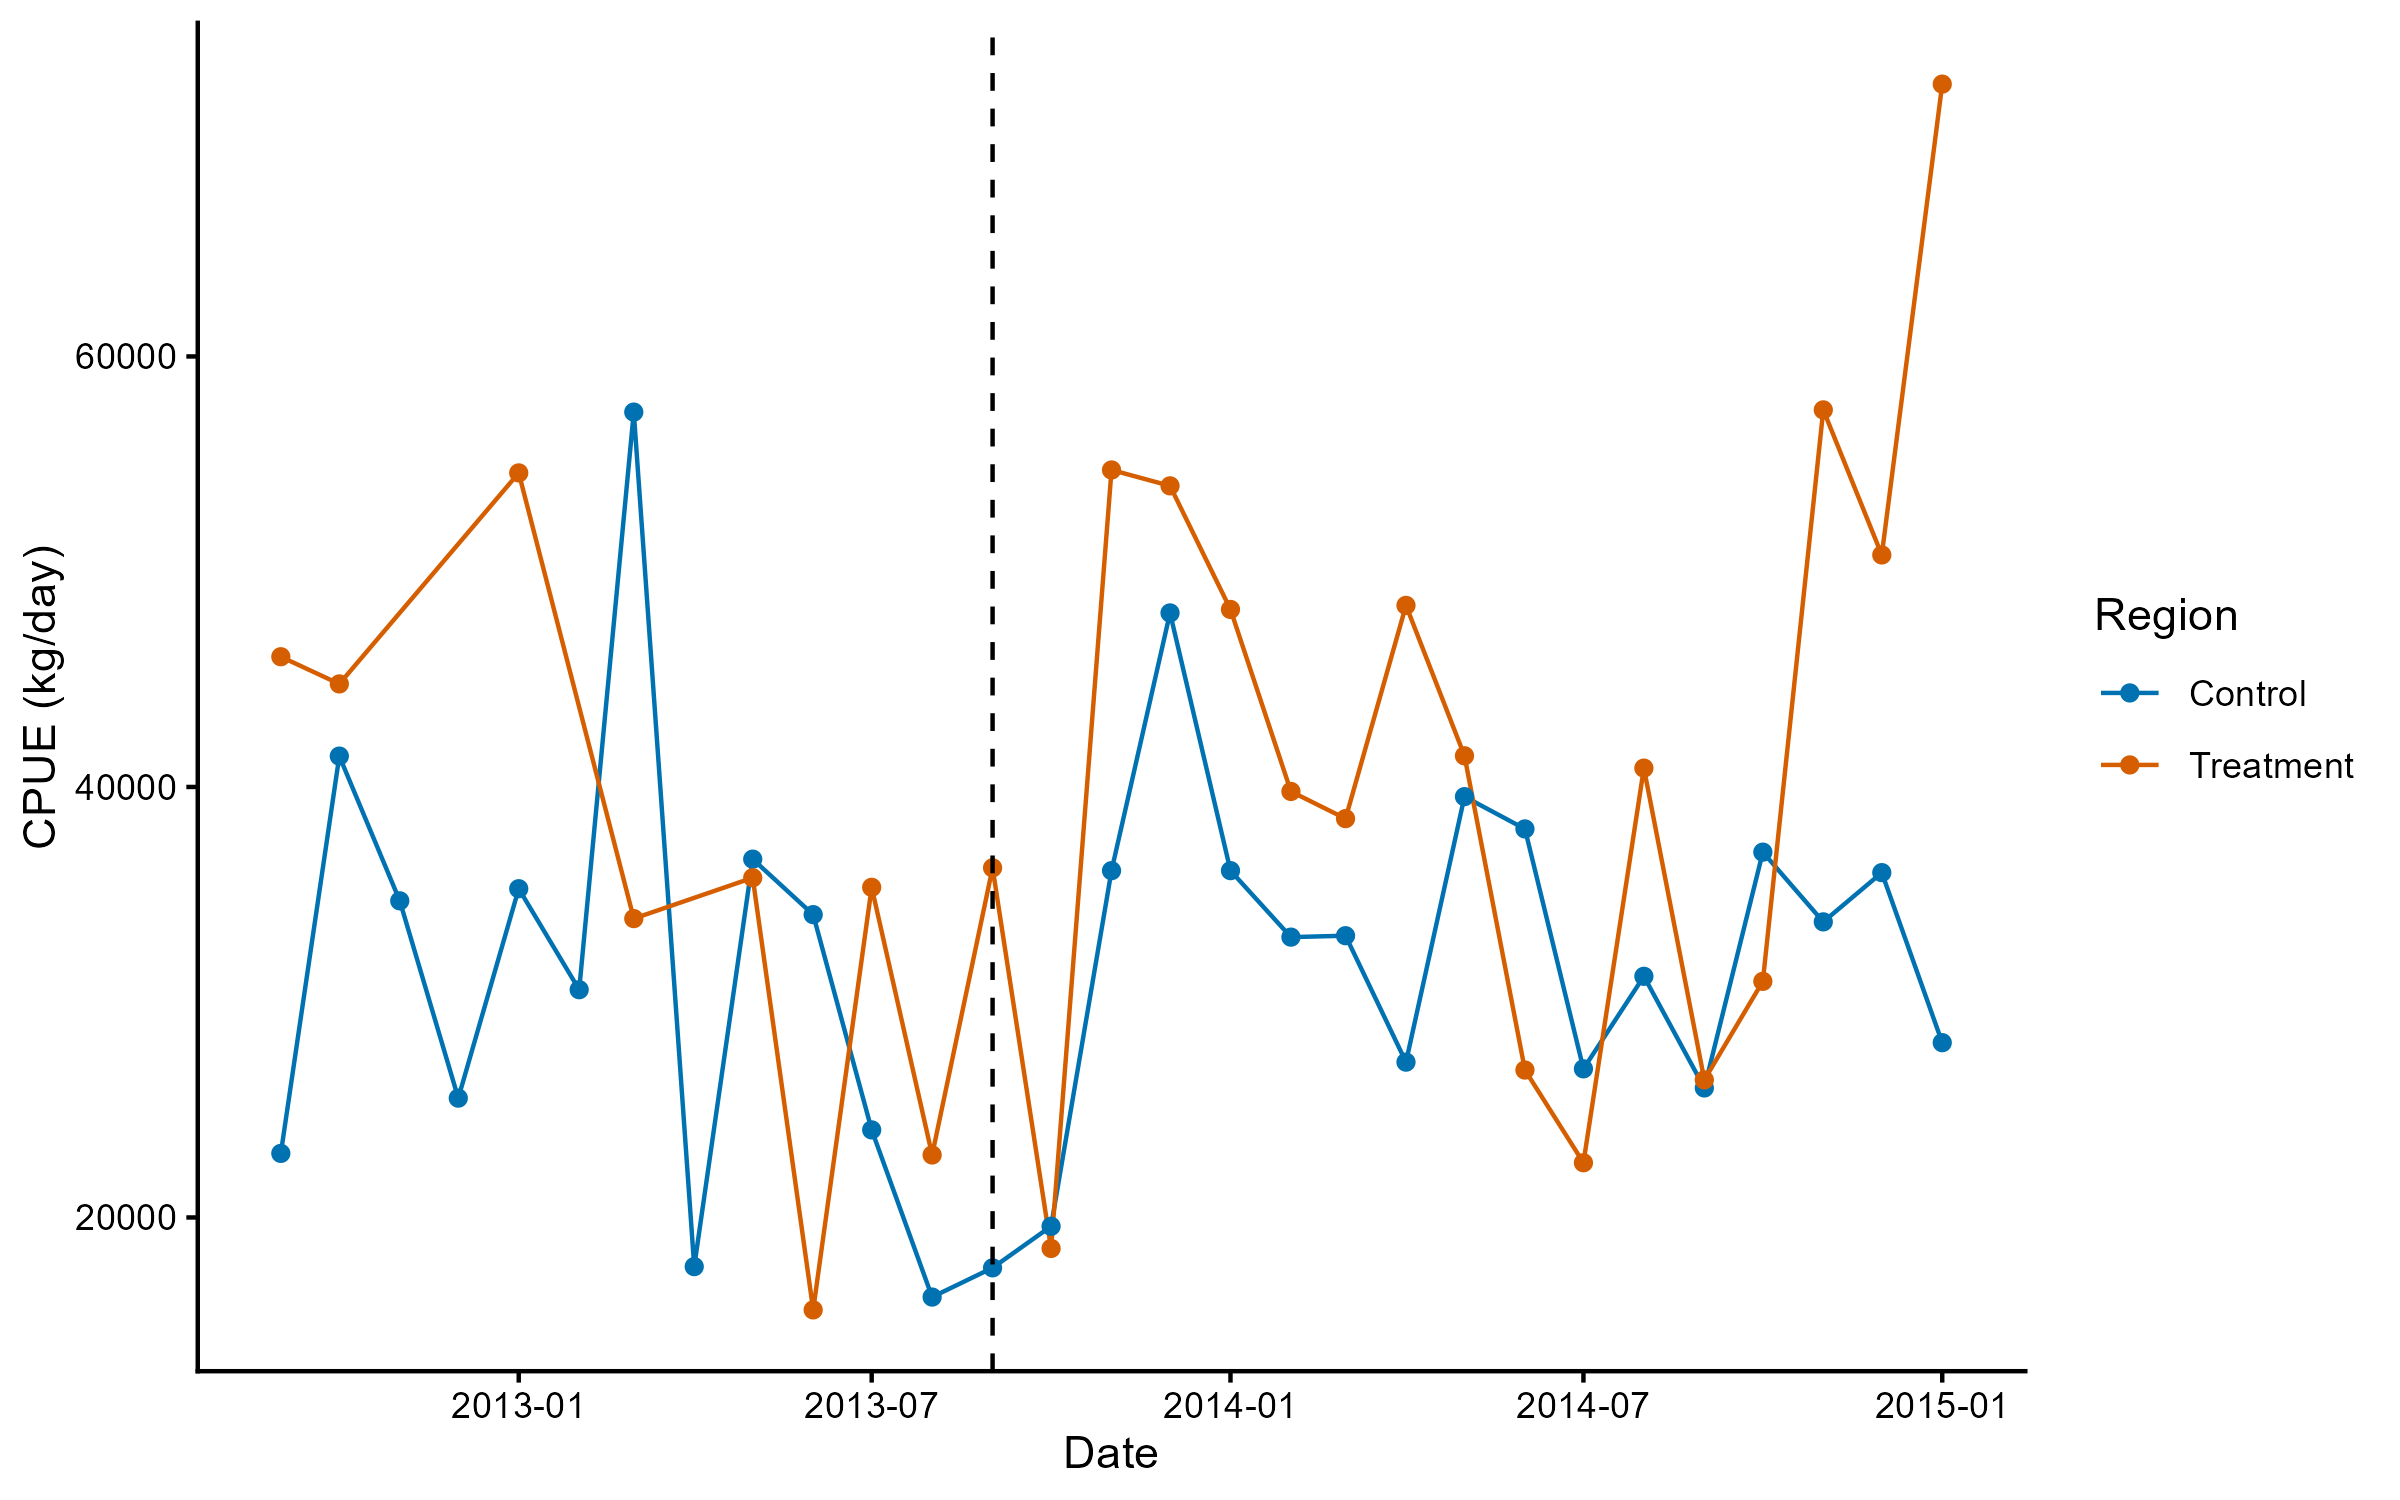 CPUE (kg/day)
60000
40000
20000
2013-01
2013-07
2014-01
2014-07
2015-01
Date
Region
Control
Treatment